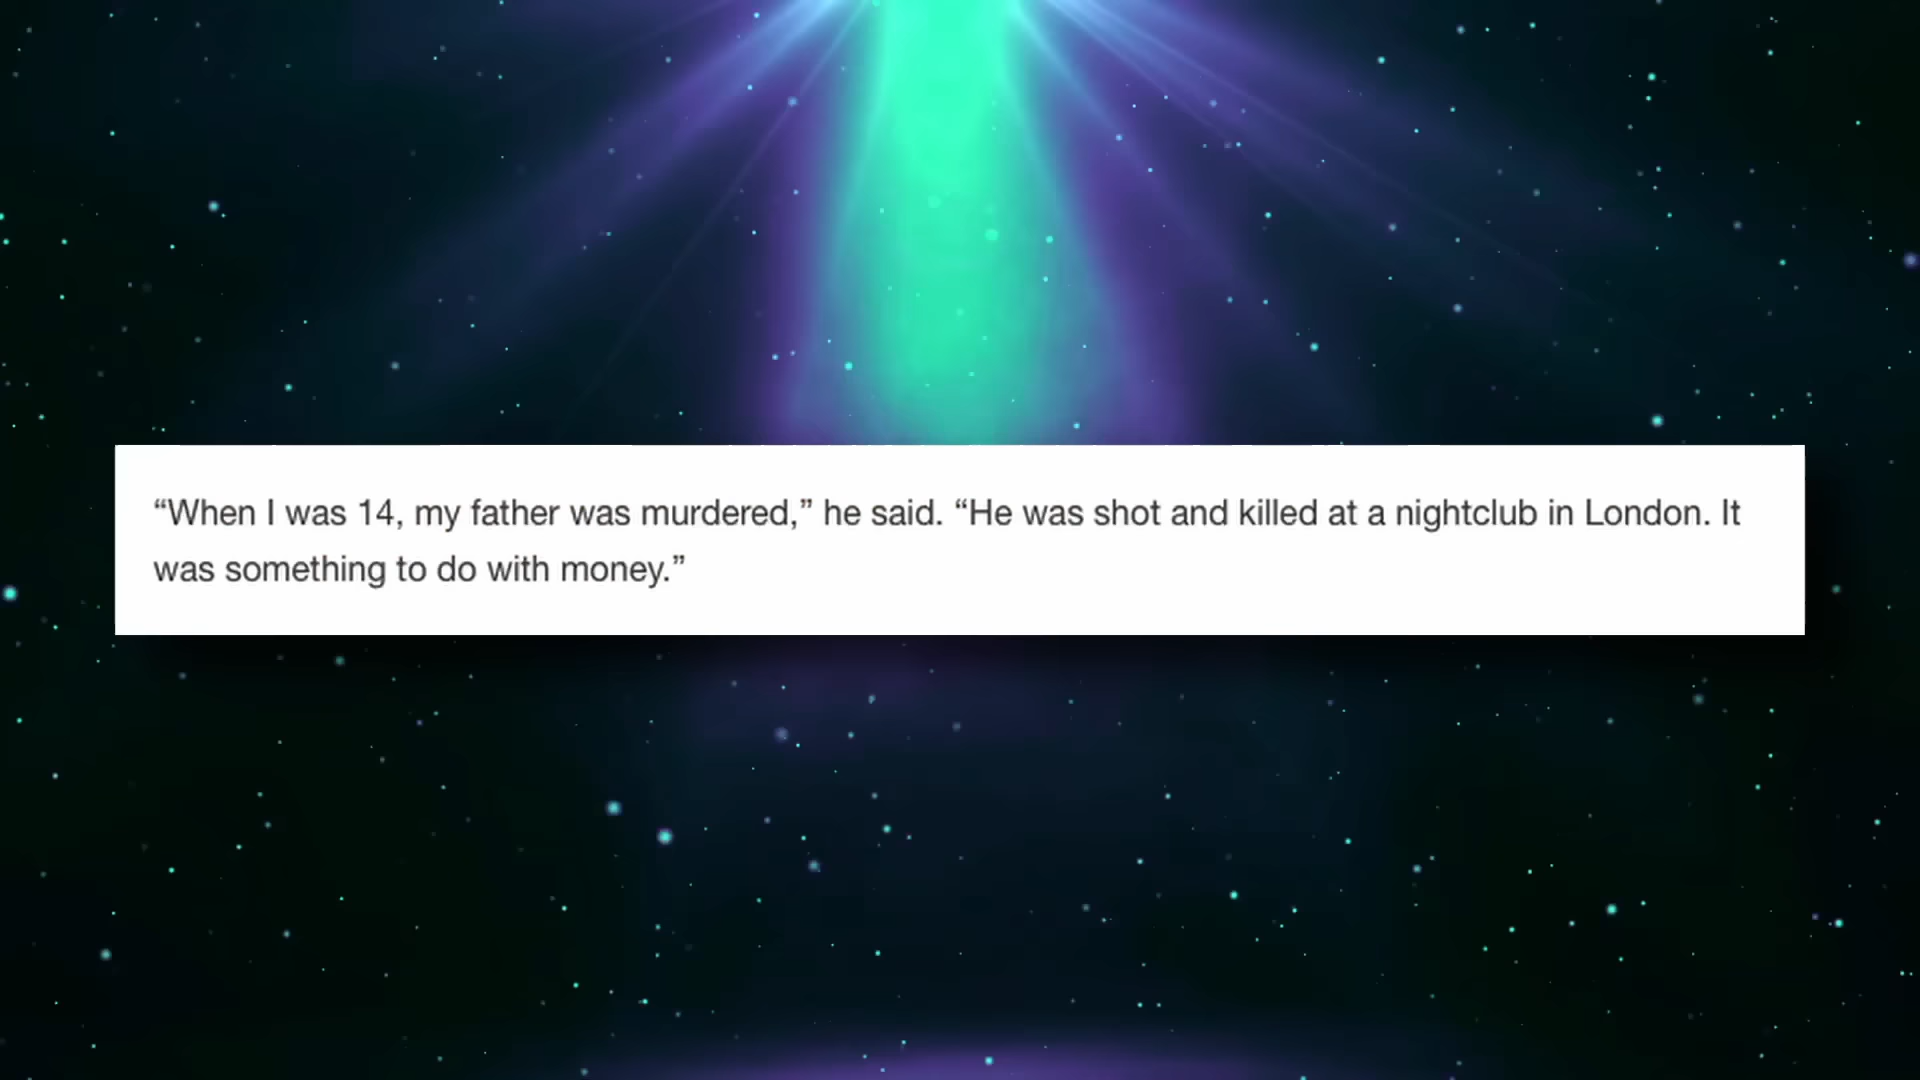 “When I was 14, my father was murdered,” he said. “He was shot and killed at a nightclub in London. It
was something to do with money.”